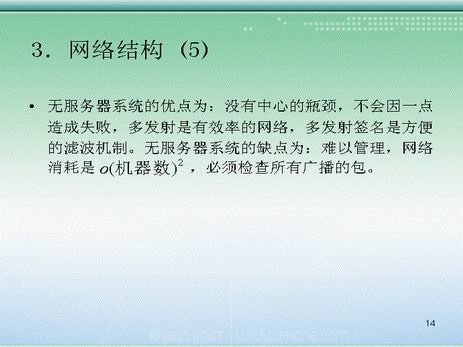 3. 网络结构 (5)
• 无服务器系统的优点为：没有中心的瓶颈，不会因一点
造成失败，多发射是有效率的网络，多发射签名是方便
的滤波机制。无服务器系统的缺点为：难以管理，网络
消耗是 o(机器数)²，必须检查所有广播的包。
14